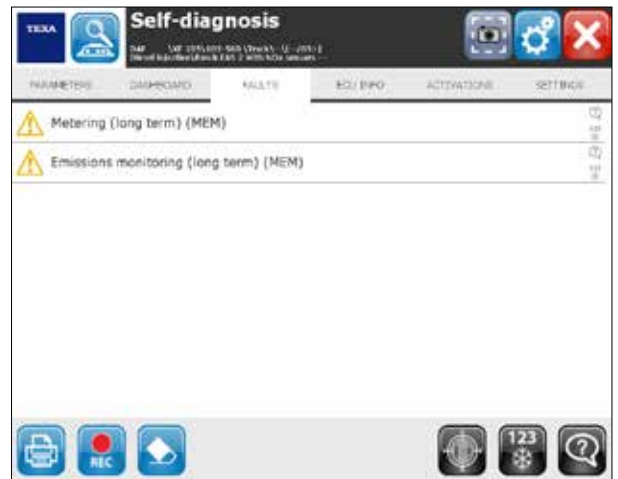 TEXA
Self-diagnosis
PARAMETERS DASHBOARD FAULTS ECU INFO ACTIVATIONS SETTINGS
Metering (long term) (MEM)
Emissions monitoring (long term) (MEM)
REC
123